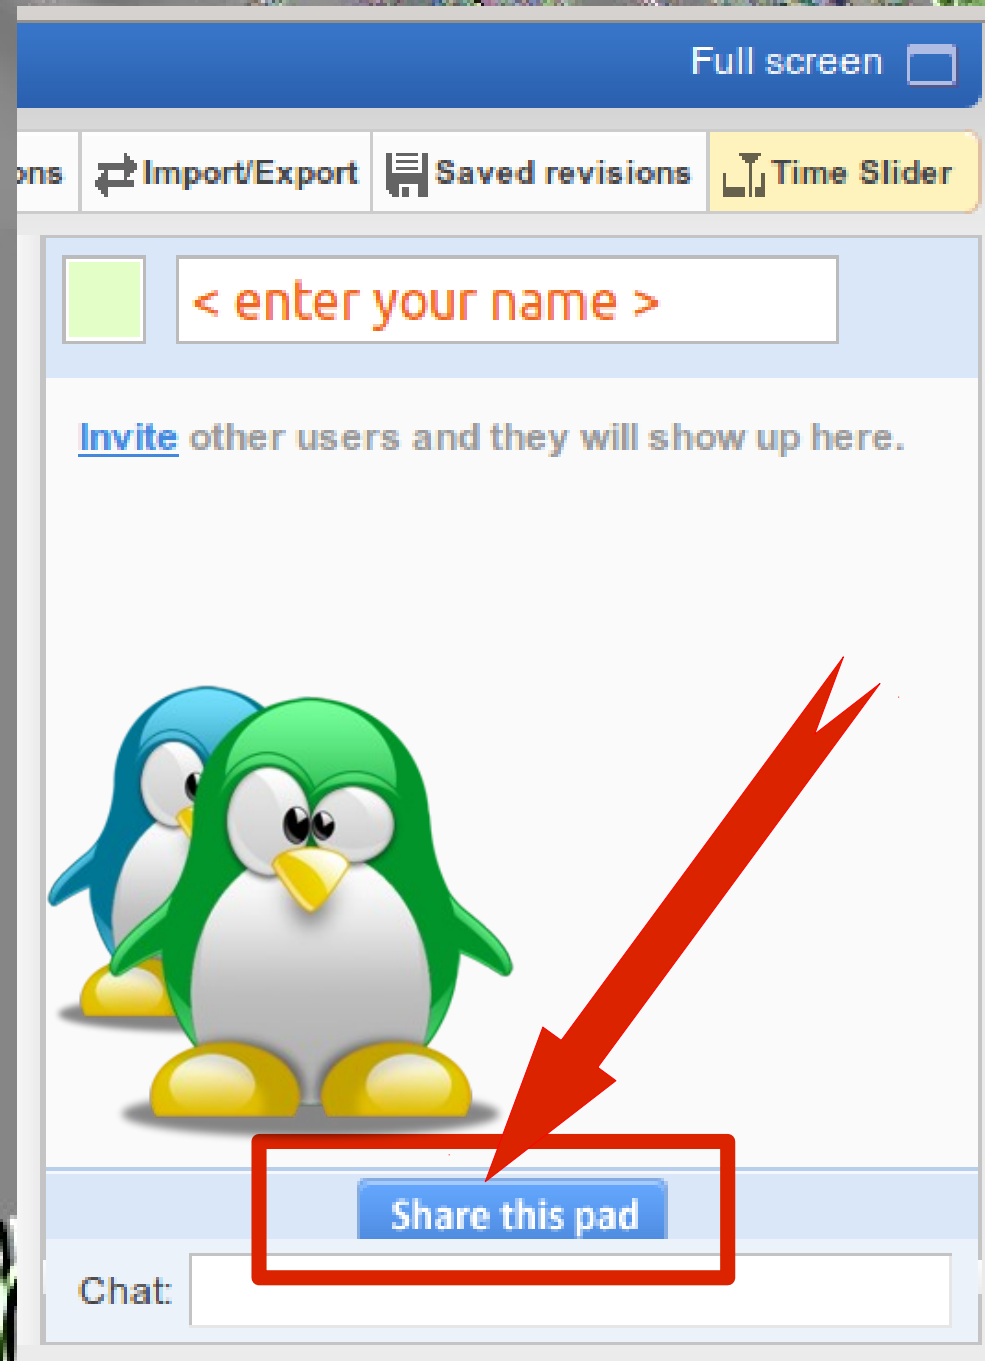 Full screen
ons Import/Export Saved revisions Time Slider
< enter your name >
Invite other users and they will show up here.
Share this pad
Chat: